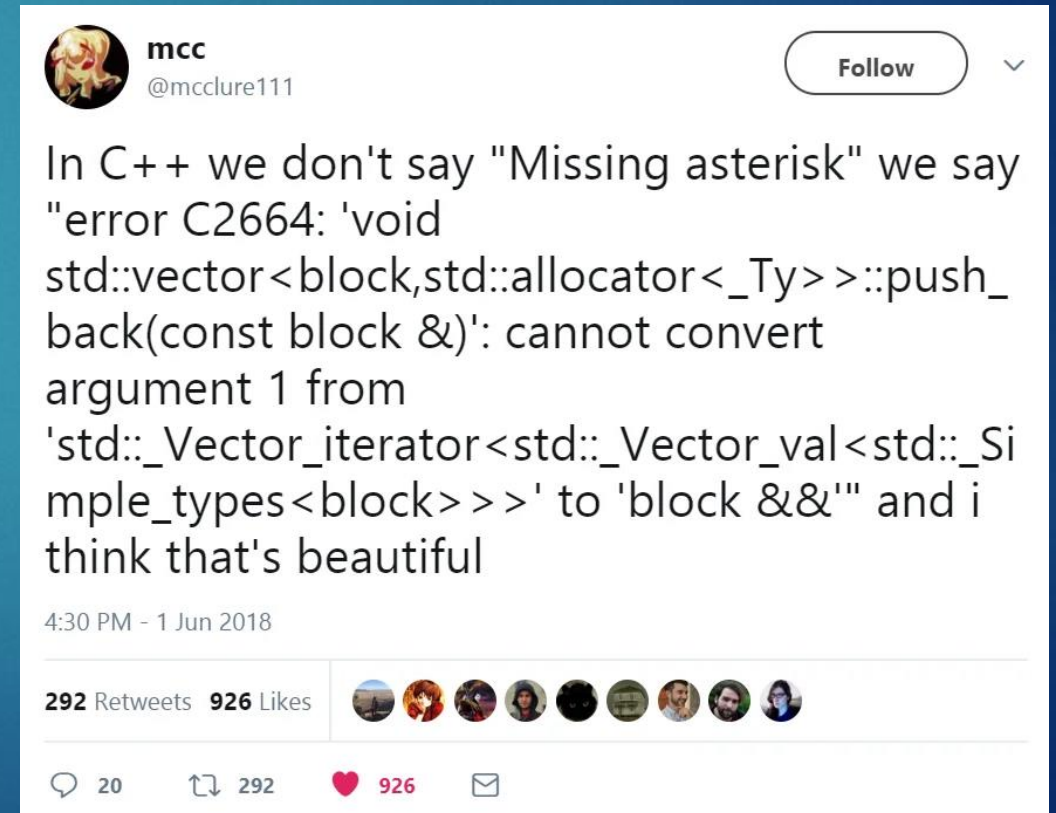 mcc
@mcclure111
Follow
In C++ we don't say "Missing asterisk" we say
"error C2664: 'void
std::vector<block,std::allocator<_Ty>>::push_
back(const block &)': cannot convert
argument 1 from
'std::_Vector_iterator<std::_Vector_val<std::_Si
mple_types<block>>>' to 'block &&'" and i
think that's beautiful
4:30 PM - 1 Jun 2018
292 Retweets 926 Likes
20 292 926